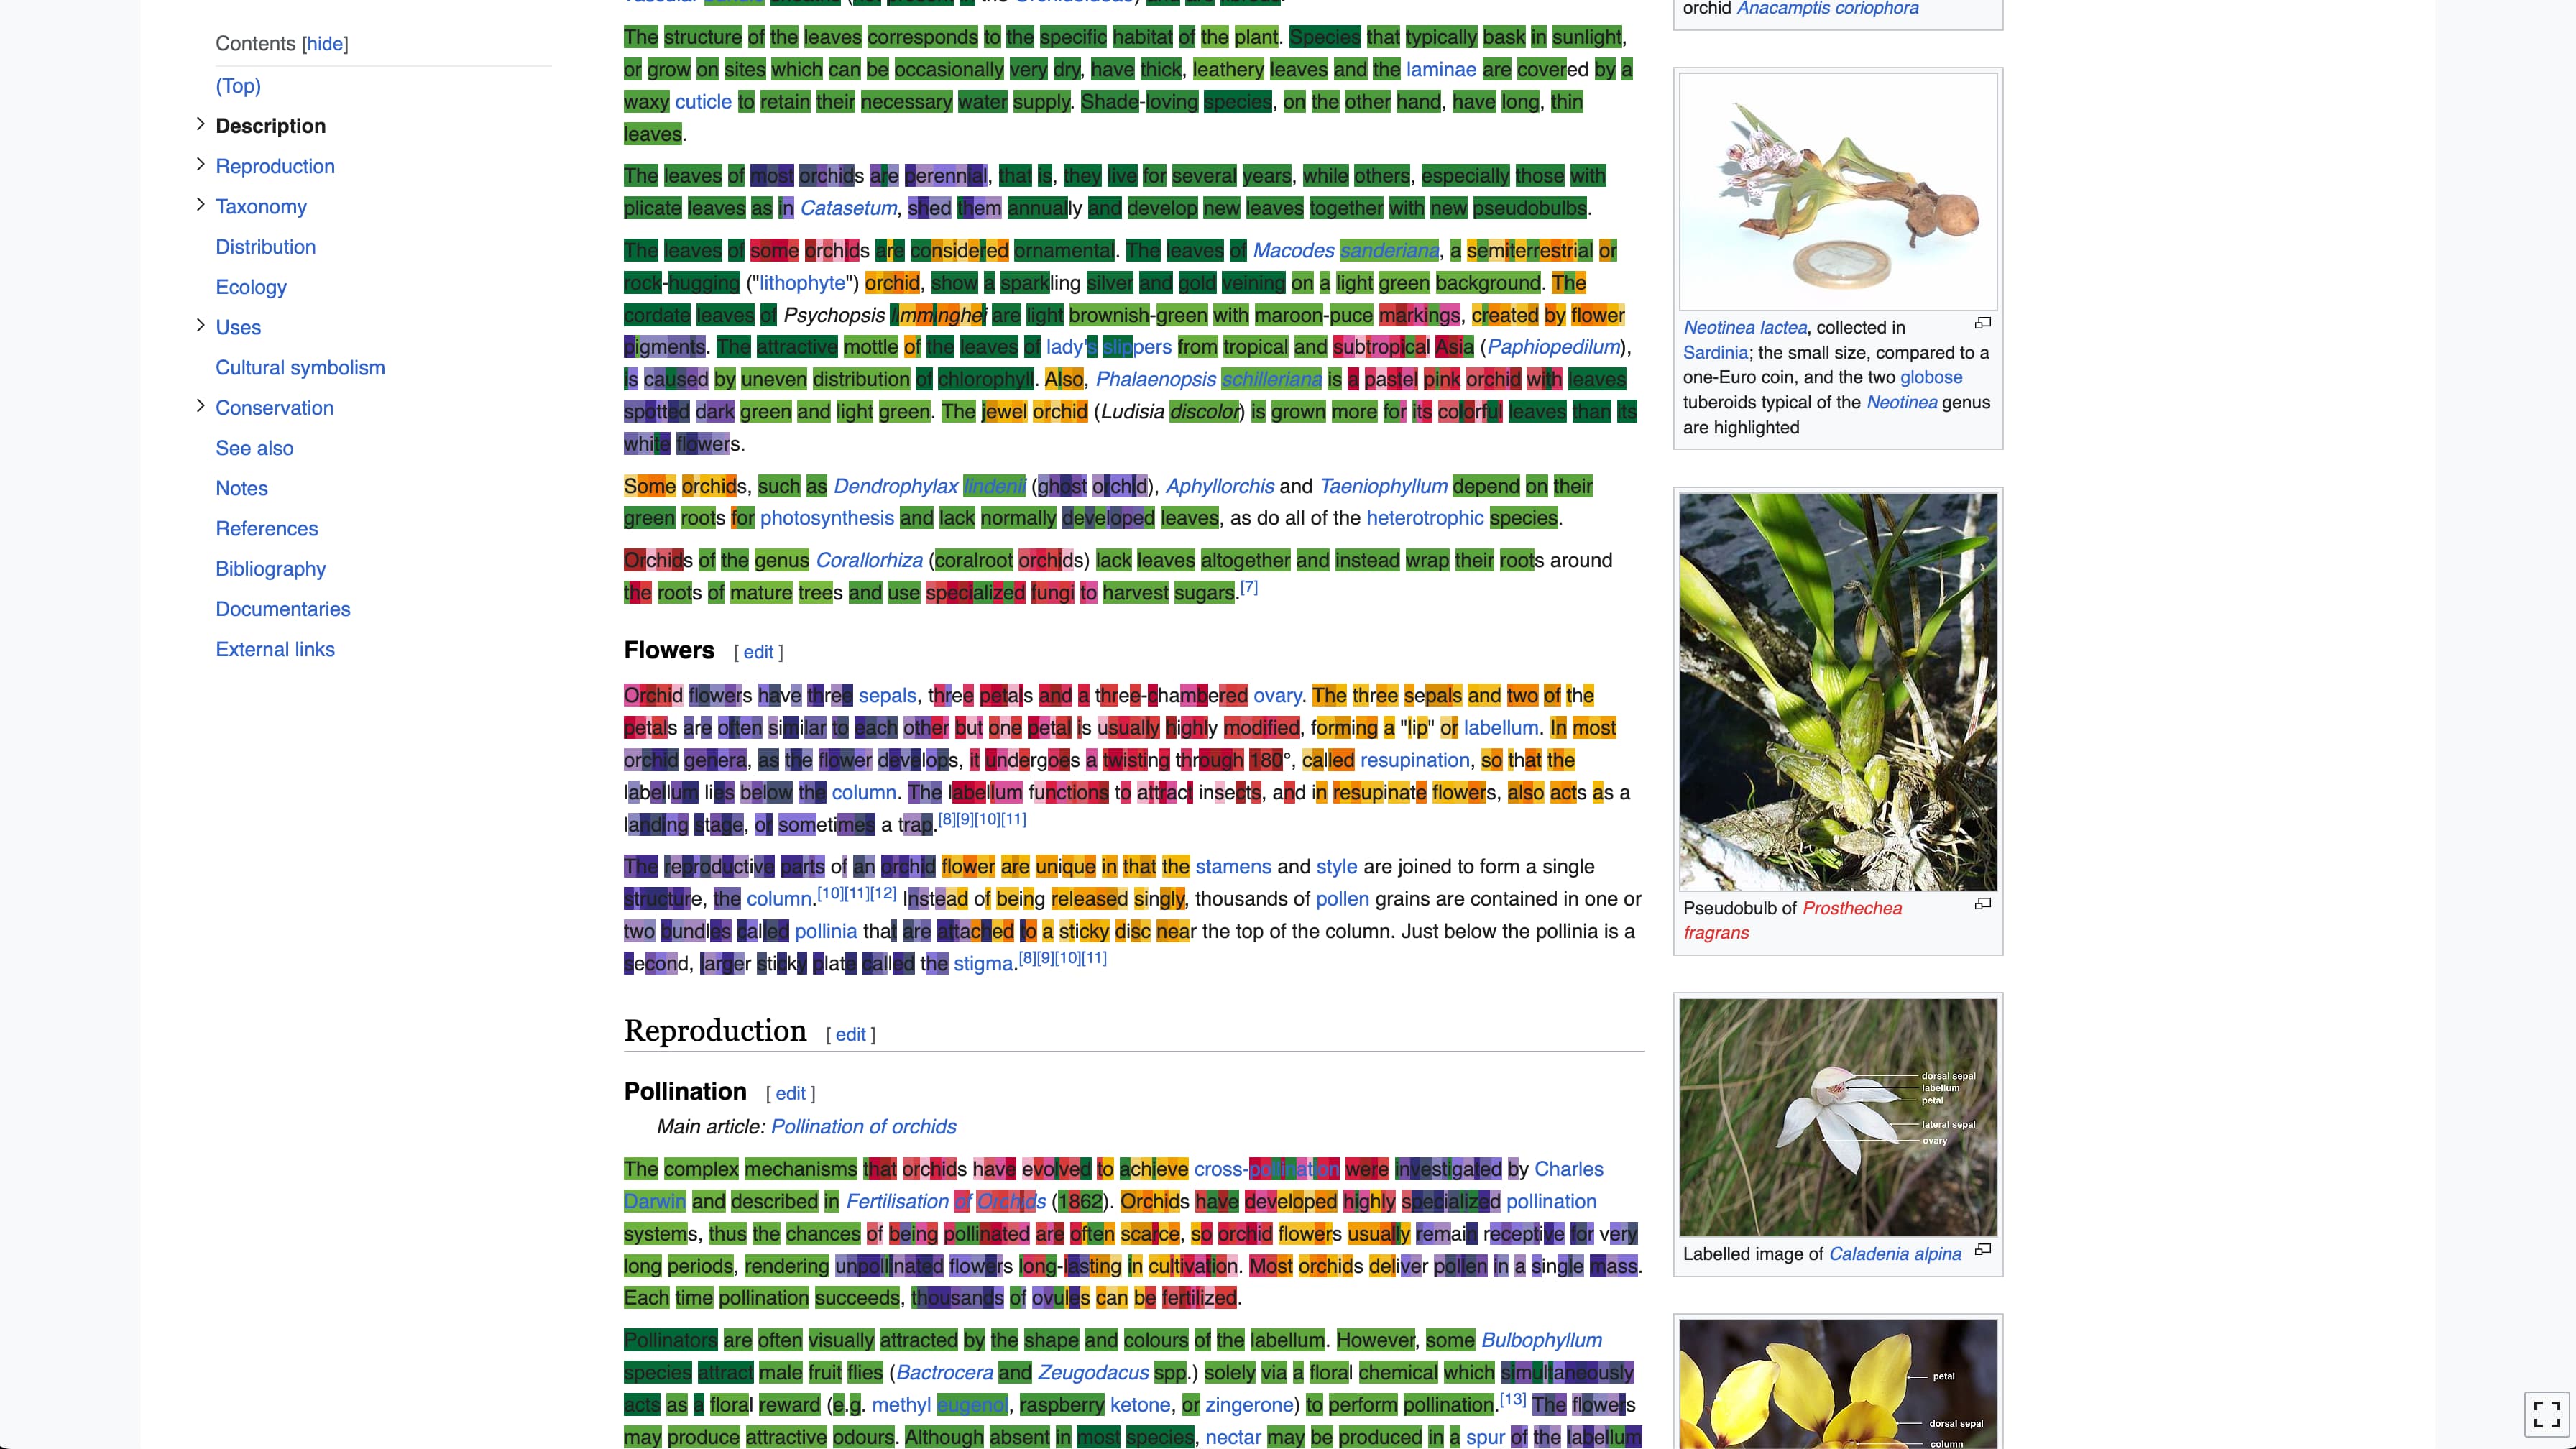 Contents [hide]
(Top)
Description
Reproduction
Taxonomy
Distribution
Ecology
Uses
Cultural symbolism
Conservation
See also
Notes
References
Bibliography
Documentaries
External links
vascular bundle sheaths (not present in the Orchidoideae) and are fibrous.
The structure of the leaves corresponds to the specific habitat of the plant. Species that typically bask in sunlight,
or grow on sites which can be occasionally very dry, have thick, leathery leaves and the laminae are covered by a
waxy cuticle to retain their necessary water supply. Shade-loving species, on the other hand, have long, thin
leaves.
The leaves of most orchids are perennial, that is, they live for several years, while others, especially those with
plicate leaves as in Catasetum, shed them annually and develop new leaves together with new pseudobulbs.
The leaves of some orchids are considered ornamental. The leaves of Macodes sanderiana, a semiterrestrial or
rock-hugging ("lithophyte") orchid, show a sparkling silver and gold veining on a light green background. The
cordate leaves of Psychopsis limminghei are light brownish-green with maroon-puce markings, created by flower
pigments. The attractive mottle of the leaves of lady's slippers from tropical and subtropical Asia (Paphiopedilum),
is caused by uneven distribution of chlorophyll. Also, Phalaenopsis schilleriana is a pastel pink orchid with leaves
spotted dark green and light green. The jewel orchid (Ludisia discolor) is grown more for its colorful leaves than its
white flowers.
Some orchids, such as Dendrophylax lindenii (ghost orchid), Aphyllorchis and Taeniophyllum depend on their
green roots for photosynthesis and lack normally developed leaves, as do all of the heterotrophic species.
Orchids of the genus Corallorhiza (coralroot orchids) lack leaves altogether and instead wrap their roots around
the roots of mature trees and use specialized fungi to harvest sugars.[7]
Flowers [ edit ]
Orchid flowers have three sepals, three petals and a three-chambered ovary. The three sepals and two of the
petals are often similar to each other but one petal is usually highly modified, forming a "lip" or labellum. In most
orchid genera, as the flower develops, it undergoes a twisting through 180°, called resupination, so that the
labellum lies below the column. The labellum functions to attract insects, and in resupinate flowers, also acts as a
landing stage, or sometimes a trap.[8][9][10][11]
The reproductive parts of an orchid flower are unique in that the stamens and style are joined to form a single
structure, the column.[10][11][12] Instead of being released singly, thousands of pollen grains are contained in one or
two bundles called pollinia that are attached to a sticky disc near the top of the column. Just below the pollinia is a
second, larger sticky plate called the stigma.[8][9][10][11]
Reproduction [ edit ]
Pollination [ edit ]
Main article: Pollination of orchids
The complex mechanisms that orchids have evolved to achieve cross-pollination were investigated by Charles
Darwin and described in Fertilisation of Orchids (1862). Orchids have developed highly specialized pollination
systems, thus the chances of being pollinated are often scarce, so orchid flowers usually remain receptive for very
long periods, rendering unpollinated flowers long-lasting in cultivation. Most orchids deliver pollen in a single mass.
Each time pollination succeeds, thousands of ovules can be fertilized.
Pollinators are often visually attracted by the shape and colours of the labellum. However, some Bulbophyllum
species attract male fruit flies (Bactrocera and Zeugodacus spp.) solely via a floral chemical which simultaneously
acts as a floral reward (e.g. methyl eugenol, raspberry ketone, or zingerone) to perform pollination.[13] The flowers
may produce attractive odours. Although absent in most species, nectar may be produced in a spur of the labellum
orchid Anacamptis coriophora
Neotinea lactea, collected in
Sardinia; the small size, compared to a
one-Euro coin, and the two globose
tuberoids typical of the Neotinea genus
are highlighted
Pseudobulb of Prosthechea
fragrans
dorsal sepal
labellum
petal
lateral sepal
ovary
Labelled image of Caladenia alpina
petal
dorsal sepal
column